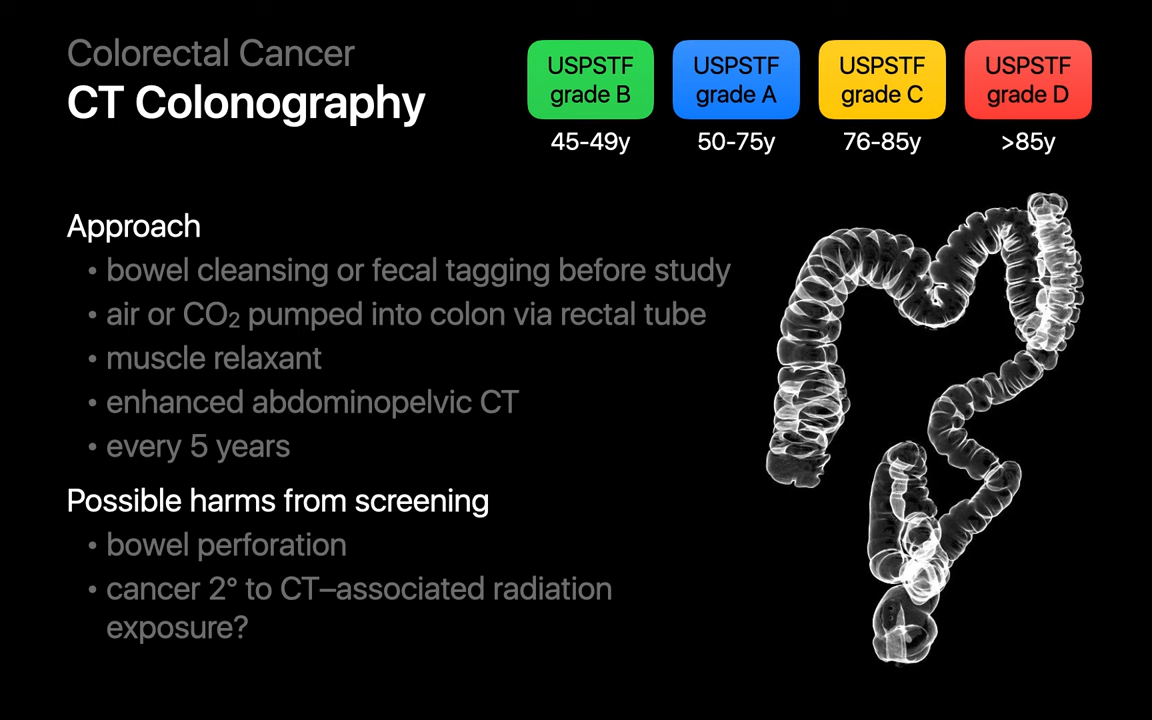 Colorectal Cancer
CT Colonography
USPSTF
grade B
45-49y
USPSTF
grade A
50-75y
USPSTF
grade C
76-85y
USPSTF
grade D
>85y
Approach
• bowel cleansing or fecal tagging before study
• air or CO₂ pumped into colon via rectal tube
• muscle relaxant
• enhanced abdominopelvic CT
• every 5 years
Possible harms from screening
• bowel perforation
• cancer 2° to CT–associated radiation
exposure?